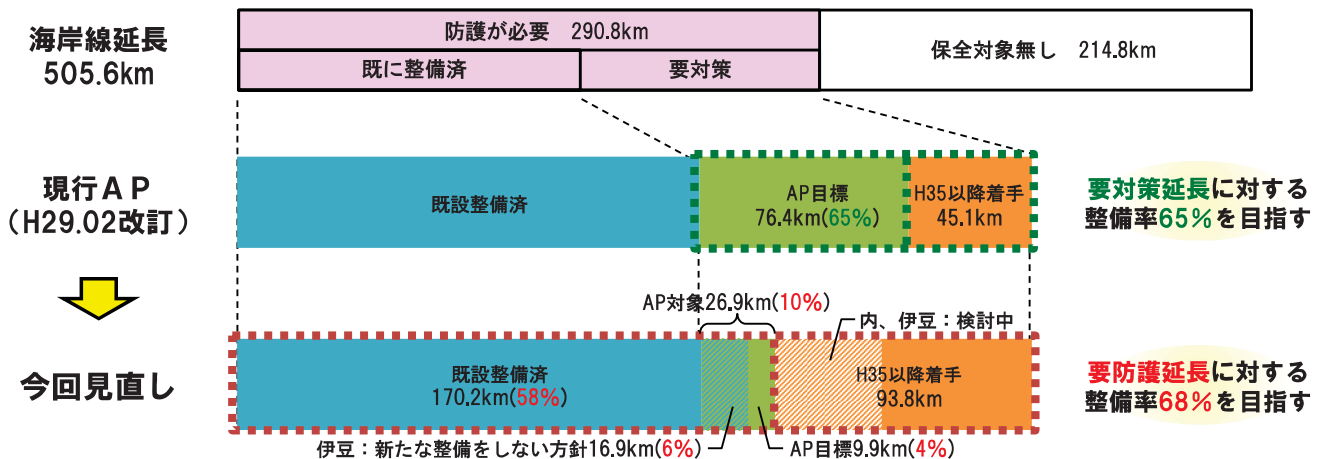 海岸線延長
505.6km
防護が必要 290.8km
既に整備済
要対策
保全対象無し 214.8km
現行AP
(H29.02改訂)
既設整備済
AP目標
76.4km(65%)
H35以降着手
45.1km
要対策延長に対する
整備率65%を目指す
AP対象26.9km(10%)
内、伊豆：検討中
今回見直し
既設整備済
170.2km(58%)
H35以降着手
93.8km
要防護延長に対する
整備率68%を目指す
伊豆：新たな整備をしない方針16.9km(6%)
AP目標9.9km(4%)